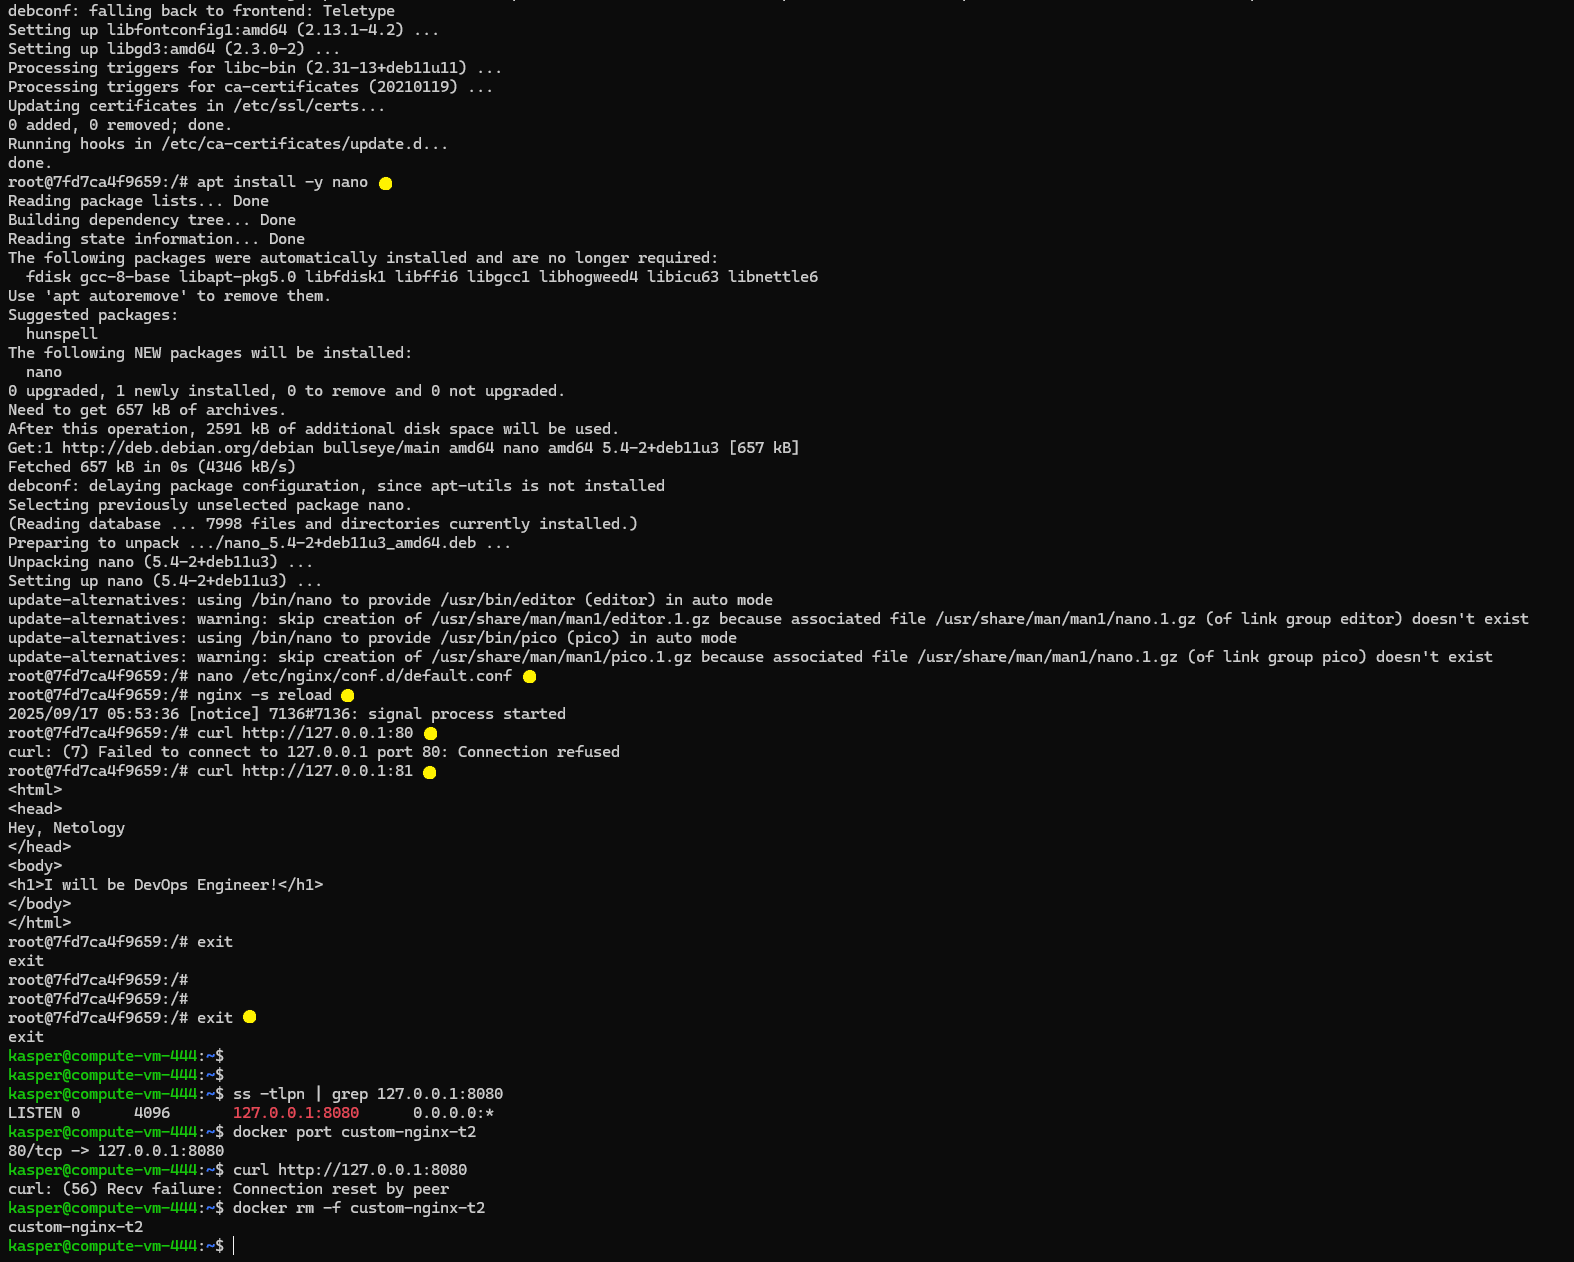 debconf: falling back to frontend: Teletype
Setting up libfontconfig1:amd64 (2.13.1-4.2) ...
Setting up libgd3:amd64 (2.3.0-2) ...
Processing triggers for libc-bin (2.31-13+deb11u11) ...
Processing triggers for ca-certificates (20210119) ...
Updating certificates in /etc/ssl/certs...
0 added, 0 removed; done.
Running hooks in /etc/ca-certificates/update.d...
done.
root@7fd7ca4f9659:/# apt install -y nano
Reading package lists... Done
Building dependency tree... Done
Reading state information... Done
The following packages were automatically installed and are no longer required:
  fdisk gcc-8-base libapt-pkg5.0 libfdisk1 libffi6 libgcc1 libhogweed4 libicu63 libnettle6
Use 'apt autoremove' to remove them.
Suggested packages:
  hunspell
The following NEW packages will be installed:
  nano
0 upgraded, 1 newly installed, 0 to remove and 0 not upgraded.
Need to get 657 kB of archives.
After this operation, 2591 kB of additional disk space will be used.
Get:1 http://deb.debian.org/debian bullseye/main amd64 nano amd64 5.4-2+deb11u3 [657 kB]
Fetched 657 kB in 0s (4346 kB/s)
debconf: delaying package configuration, since apt-utils is not installed
Selecting previously unselected package nano.
(Reading database ... 7998 files and directories currently installed.)
Preparing to unpack .../nano_5.4-2+deb11u3_amd64.deb ...
Unpacking nano (5.4-2+deb11u3) ...
Setting up nano (5.4-2+deb11u3) ...
update-alternatives: using /bin/nano to provide /usr/bin/editor (editor) in auto mode
update-alternatives: warning: skip creation of /usr/share/man/man1/editor.1.gz because associated file /usr/share/man/man1/nano.1.gz (of link group editor) doesn't exist
update-alternatives: using /bin/nano to provide /usr/bin/pico (pico) in auto mode
update-alternatives: warning: skip creation of /usr/share/man/man1/pico.1.gz because associated file /usr/share/man/man1/nano.1.gz (of link group pico) doesn't exist
root@7fd7ca4f9659:/# nano /etc/nginx/conf.d/default.conf
root@7fd7ca4f9659:/# nginx -s reload
2025/09/17 05:53:36 [notice] 7136#7136: signal process started
root@7fd7ca4f9659:/# curl http://127.0.0.1:80
curl: (7) Failed to connect to 127.0.0.1 port 80: Connection refused
root@7fd7ca4f9659:/# curl http://127.0.0.1:81
<html>
<head>
Hey, Netology
</head>
<body>
<h1>I will be DevOps Engineer!</h1>
</body>
</html>
root@7fd7ca4f9659:/# exit
exit
root@7fd7ca4f9659:/#
root@7fd7ca4f9659:/#
root@7fd7ca4f9659:/# exit
exit
kasper@compute-vm-444:~$
kasper@compute-vm-444:~$
kasper@compute-vm-444:~$ ss -tlpn | grep 127.0.0.1:8080
LISTEN 0      4096       127.0.0.1:8080      0.0.0.0:*
kasper@compute-vm-444:~$ docker port custom-nginx-t2
80/tcp -> 127.0.0.1:8080
kasper@compute-vm-444:~$ curl http://127.0.0.1:8080
curl: (56) Recv failure: Connection reset by peer
kasper@compute-vm-444:~$ docker rm -f custom-nginx-t2
custom-nginx-t2
kasper@compute-vm-444:~$